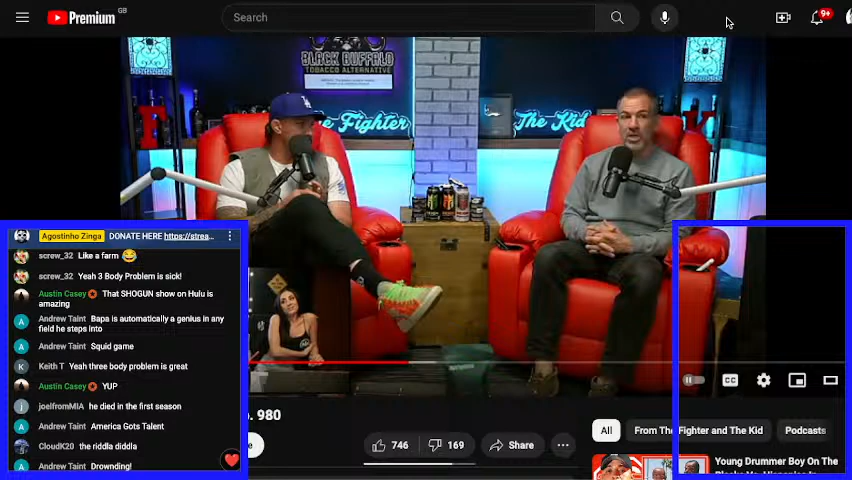 Premium GB
Search
9+
BLACK BUFFALO
TOBACCO ALTERNATIVE
he Fighter
The Kid
F
Agostinho Zinga DONATE HERE https://strea...
screw_32 Like a farm 😂
screw_32 Yeah 3 Body Problem is sick!
Austin Casey That SHOGUN show on Hulu is
amazing
Andrew Taint Bapa is automatically a genius in any
field he steps into
Andrew Taint Squid game
Keith T Yeah three body problem is great
Austin Casey YUP
joelfromMIA he died in the first season
Andrew Taint America Gots Talent
CloudK20 the riddla diddla
Andrew Taint Drownding!
CC
. 980
746
169
Share
All
From The Fighter and The Kid
Podcasts
Young Drummer Boy On The